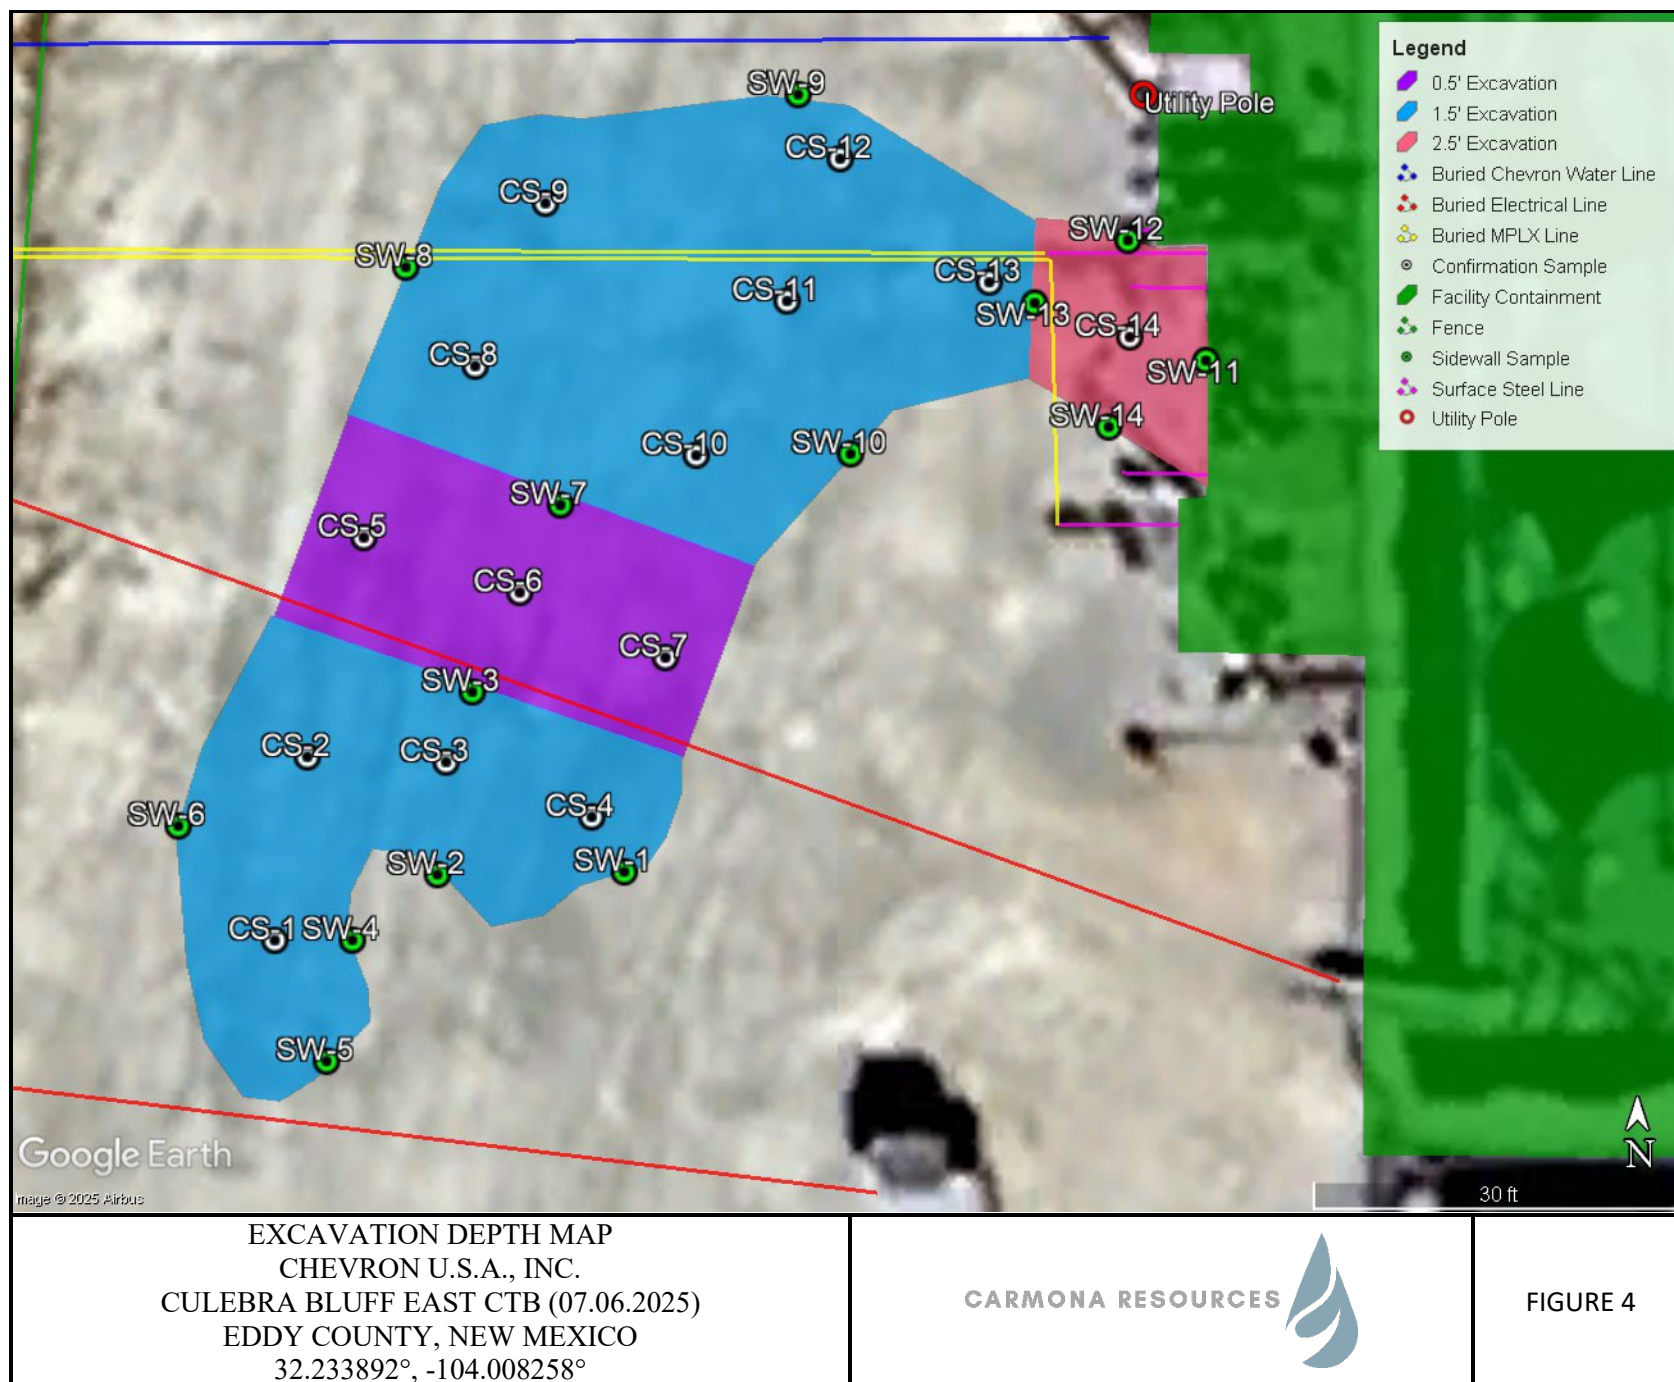 SW-9
Utility Pole
CS-12
CS-9
SW-12
SW-8
CS-13
CS-11
SW-13
CS-14
CS-8
SW-11
SW-14
CS-10
SW-10
SW-7
CS-5
CS-6
CS-7
SW-3
CS-2
CS-3
SW-6
CS-4
SW-2
SW-1
CS-1
SW-4
SW-5
Legend
0.5' Excavation
1.5' Excavation
2.5' Excavation
Buried Chevron Water Line
Buried Electrical Line
Buried MPLX Line
Confirmation Sample
Facility Containment
Fence
Sidewall Sample
Surface Steel Line
Utility Pole
Google Earth
mage © 2025 Airbus
N
30 ft
EXCAVATION DEPTH MAP
CHEVRON U.S.A., INC.
CULEBRA BLUFF EAST CTB (07.06.2025)
EDDY COUNTY, NEW MEXICO
32.233892°, -104.008258°
CARMONA RESOURCES
FIGURE 4